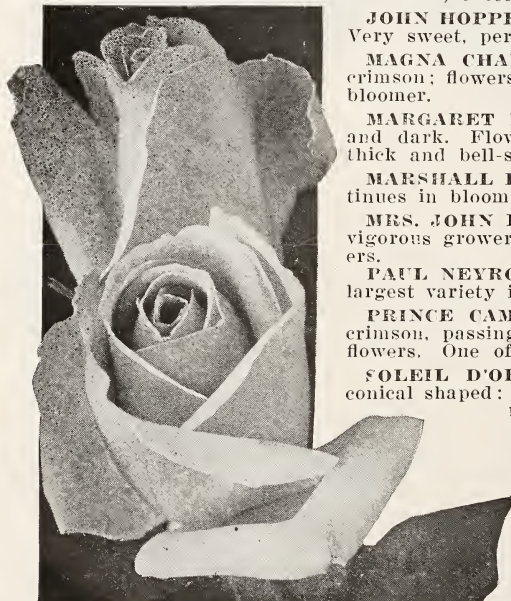 JOHN HOPPE
Very sweet, per
MAGNA CHA
crimson; flowers
bloomer.
MARGARET
and dark. Flow
thick and bell-s
MARSHALL
tinues in bloom
MRS. JOHN
vigorous grower
ers.
PAUL NEYRO
largest variety i
PRINCE CAM
crimson, passing
flowers. One of
SOLEIL D'OR
conical shaped: